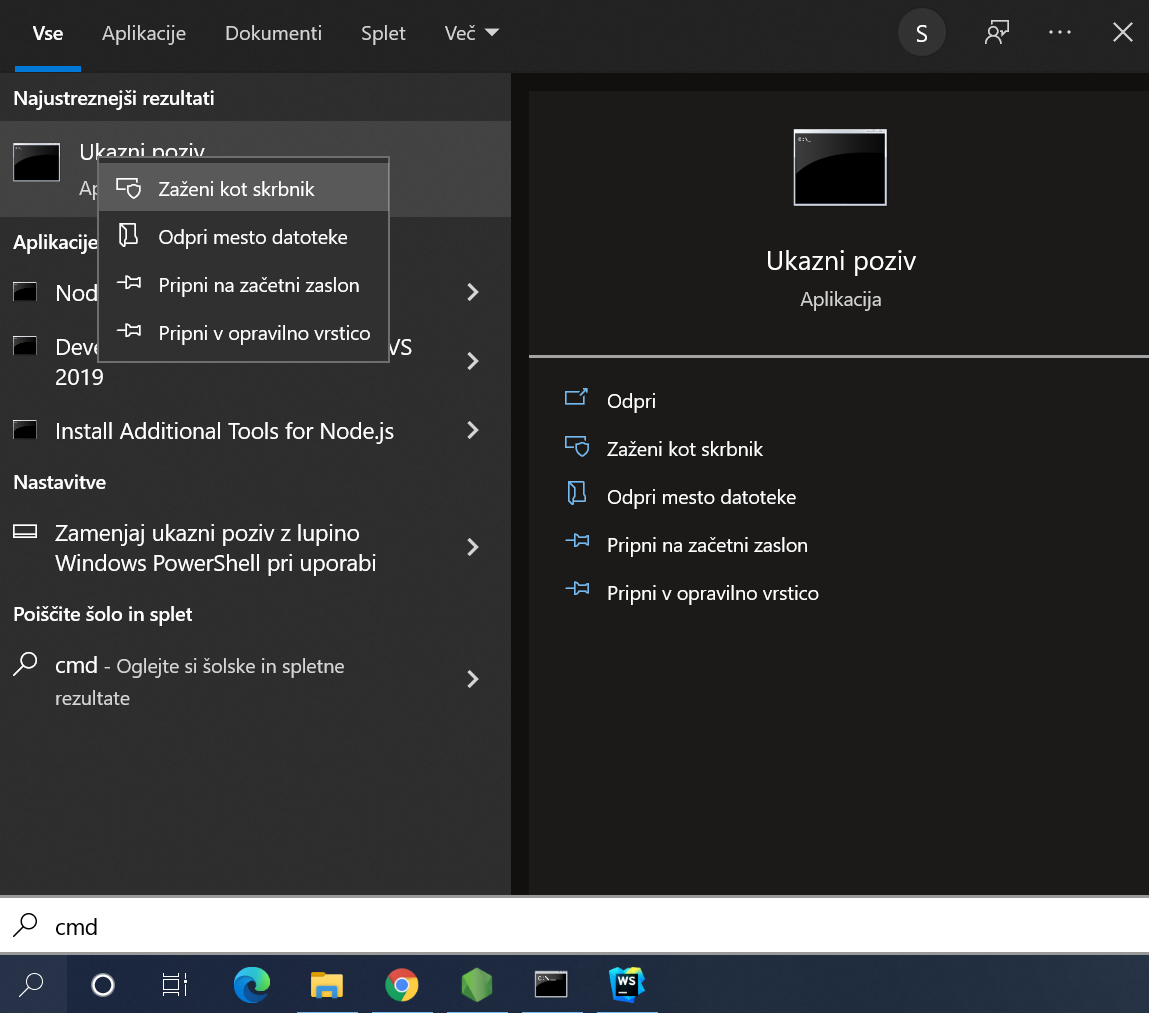 Vse Aplikacije Dokumenti Splet Več S
Najustreznejši rezultati
Ukazni poziv
Zaženi kot skrbnik
Odpri mesto datoteke
Pripni na začetni zaslon
Pripni v opravilno vrstico
Aplikacije
VS
2019
Install Additional Tools for Node.js
Nastavitve
Zamenjaj ukazni poziv z lupino
Windows PowerShell pri uporabi
Poiščite šolo in splet
cmd - Oglejte si šolske in spletne
rezultate
Ukazni poziv
Aplikacija
Odpri
Zaženi kot skrbnik
Odpri mesto datoteke
Pripni na začetni zaslon
Pripni v opravilno vrstico
cmd
WS